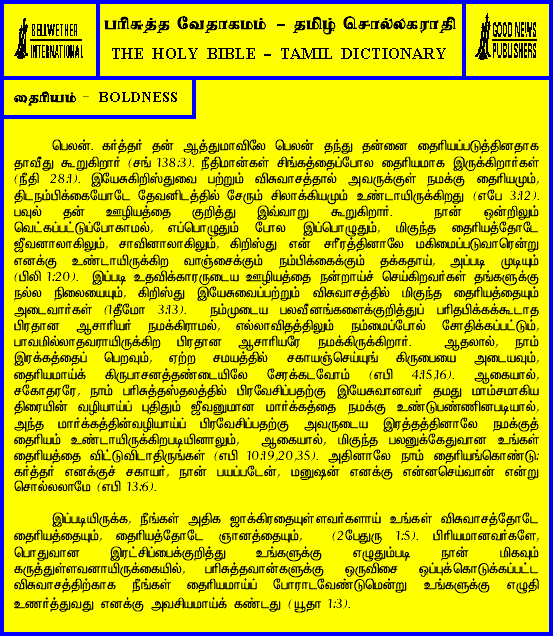 BELLWETHER
INTERNATIONAL
பரிசுத்த வேதாகமம் - தமிழ் சொல்லகராதி
THE HOLY BIBLE - TAMIL DICTIONARY
GOOD NEWS
PUBLISHERS
தைரியம் - BOLDNESS
பெலன். கர்த்தர் தன் ஆத்துமாவிலே பெலன் தந்து தன்னை தைரியப்படுத்தினதாக
தாவீது கூறுகிறார் (சங் 138:3). நீதிமான்கள் சிங்கத்தைப்போல தைரியமாக இருக்கிறார்கள்
(நீதி 28:1). இயேசுகிறிஸ்துவை பற்றும் விசுவாசத்தால் அவருக்குள் நமக்கு தைரியமும்,
திடநம்பிக்கையோடே தேவனிடத்தில் சேரும் சிலாக்கியமும் உண்டாயிருக்கிறது (எபே 3:12).
பவுல் தன் ஊழியத்தை குறித்து இவ்வாறு கூறுகிறார். நான் ஒன்றிலும்
வெட்கப்பட்டுப்போகாமல், எப்பொழுதும் போல இப்பொழுதும், மிகுந்த தைரியத்தோடே
ஜீவனாலாகிலும், சாவினாலாகிலும், கிறிஸ்து என் சரீரத்தினாலே மகிமைப்படுவாரென்று
எனக்கு உண்டாயிருக்கிற வாஞ்சைக்கும் நம்பிக்கைக்கும் தக்கதாய், அப்படி முடியும்
(பிலி 1:20). இப்படி உதவிக்காரருடைய ஊழியத்தை நன்றாய்ச் செய்கிறவர்கள் தங்களுக்கு
நல்ல நிலையையும், கிறிஸ்து இயேசுவைப்பற்றும் விசுவாசத்தில் மிகுந்த தைரியத்தையும்
அடைவார்கள் (1தீமோ 3:13). நம்முடைய பலவீனங்களைக்குறித்துப் பரிதபிக்கக்கூடாத
பிரதான ஆசாரியர் நமக்கிராமல், எல்லாவிதத்திலும் நம்மைப்போல் சோதிக்கப்பட்டும்,
பாவமில்லாதவராயிருக்கிற பிரதான ஆசாரியரே நமக்கிருக்கிறார். ஆதலால், நாம்
இரக்கத்தைப் பெறவும், ஏற்ற சமயத்தில் சகாயஞ்செய்யுங் கிருபையை அடையவும்,
தைரியமாய்க் கிருபாசனத்தண்டையிலே சேரக்கடவோம் (எபி 4:15,16). ஆகையால்,
சகோதரரே, நாம் பரிசுத்தஸ்தலத்தில் பிரவேசிப்பதற்கு இயேசுவானவர் தமது மாம்சமாகிய
திரையின் வழியாய்ப் புதிதும் ஜீவனுமான மார்க்கத்தை நமக்கு உண்டுபண்ணினபடியால்,
அந்த மார்க்கத்தின்வழியாய்ப் பிரவேசிப்பதற்கு அவருடைய இரத்தத்தினாலே நமக்குத்
தைரியம் உண்டாயிருக்கிறபடியினாலும், ஆகையால், மிகுந்த பலனுக்கேதுவான உங்கள்
தைரியத்தை விட்டுவிடாதிருங்கள் (எபி 10:19,20,35). அதினாலே நாம் தைரியங்கொண்டு:
கர்த்தர் எனக்குச் சகாயர், நான் பயப்படேன், மனுஷன் எனக்கு என்னசெய்வான் என்று
சொல்லலாமே (எபி 13:6).
இப்படியிருக்க, நீங்கள் அதிக ஜாக்கிரதையுள்ளவர்களாய் உங்கள் விசுவாசத்தோடே
தைரியத்தையும், தைரியத்தோடே ஞானத்தையும், (2பேதுரு 1:5). பிரியமானவர்களே,
பொதுவான இரட்சிப்பைக்குறித்து உங்களுக்கு எழுதும்படி நான் மிகவும்
கருத்துள்ளவனாயிருக்கையில், பரிசுத்தவான்களுக்கு ஒருவிசை ஒப்புக்கொடுக்கப்பட்ட
விசுவாசத்திற்காக நீங்கள் தைரியமாய்ப் போராடவேண்டுமென்று உங்களுக்கு எழுதி
உணர்த்துவது எனக்கு அவசியமாய்க் கண்டது (யூதா 1:3).